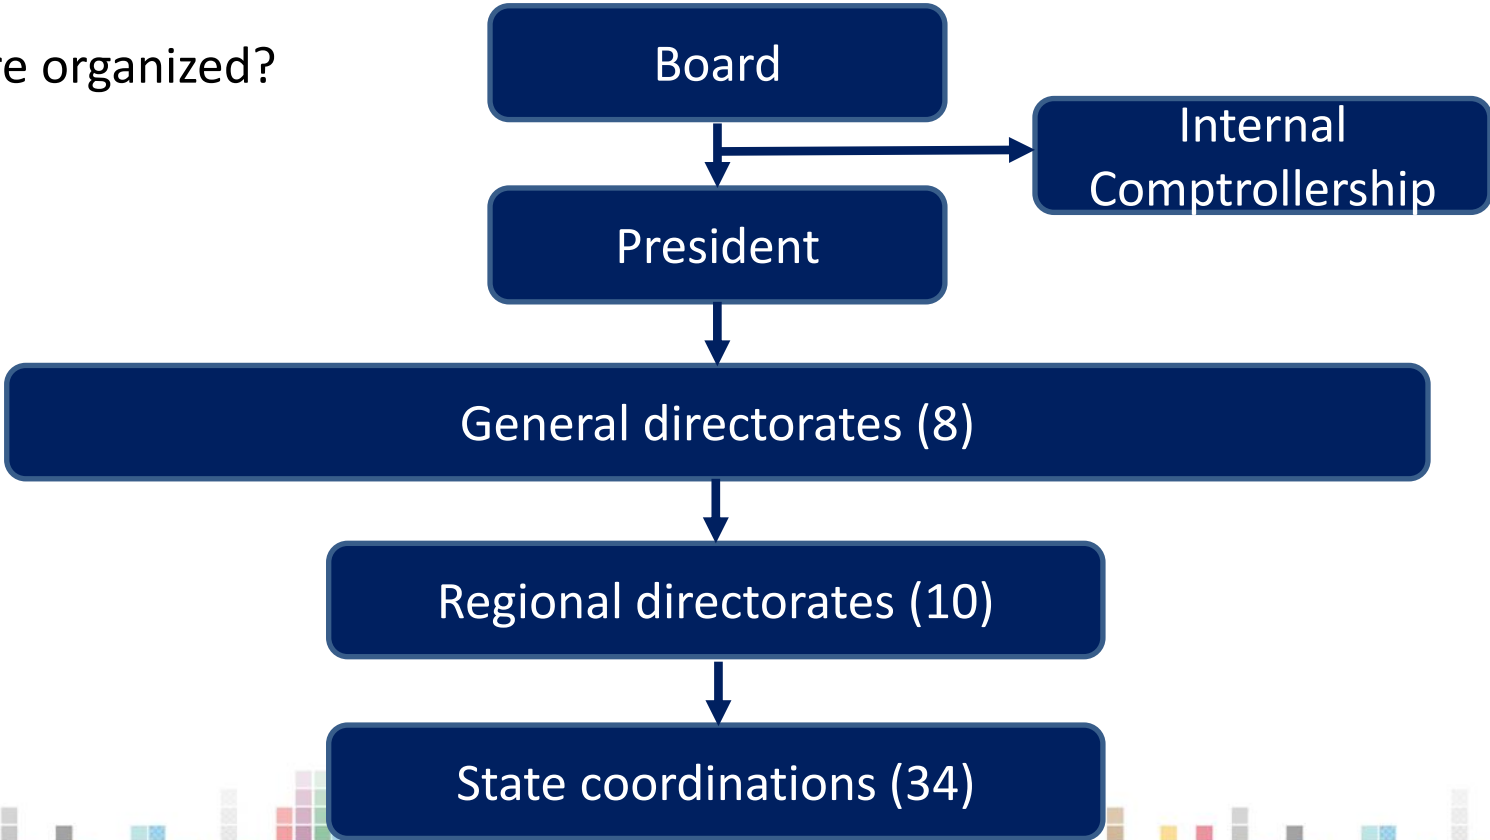 re organized?
Board
Internal
Comptrollership
President
General directorates (8)
Regional directorates (10)
State coordinations (34)